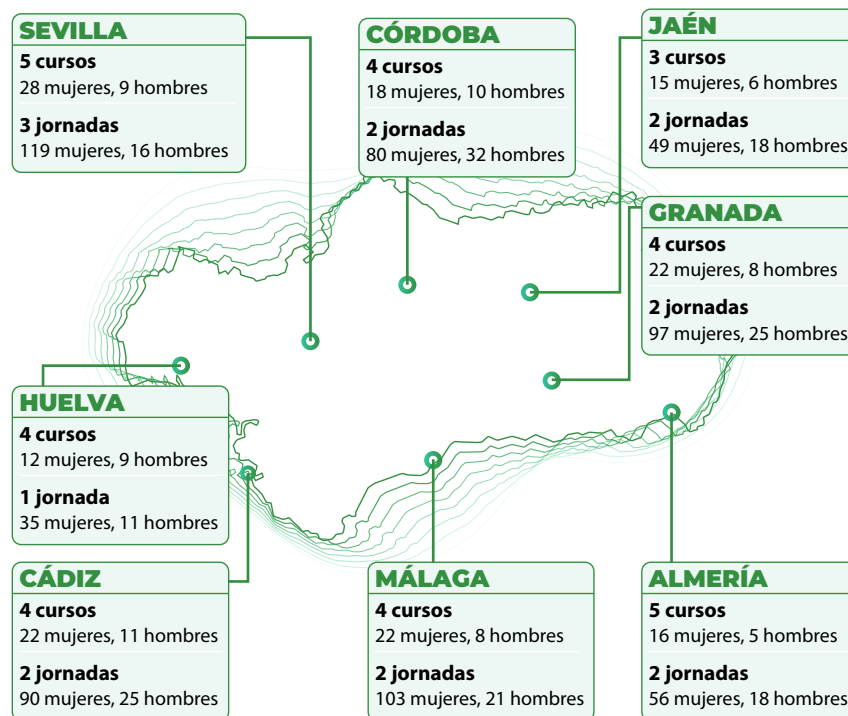 SEVILLA
5 cursos
28 mujeres, 9 hombres
3 jornadas
119 mujeres, 16 hombres
CÓRDOBA
4 cursos
18 mujeres, 10 hombres
2 jornadas
80 mujeres, 32 hombres
JAÉN
3 cursos
15 mujeres, 6 hombres
2 jornadas
49 mujeres, 18 hombres
GRANADA
4 cursos
22 mujeres, 8 hombres
2 jornadas
97 mujeres, 25 hombres
HUELVA
4 cursos
12 mujeres, 9 hombres
1 jornada
35 mujeres, 11 hombres
CÁDIZ
4 cursos
22 mujeres, 11 hombres
2 jornadas
90 mujeres, 25 hombres
MÁLAGA
4 cursos
22 mujeres, 8 hombres
2 jornadas
103 mujeres, 21 hombres
ALMERÍA
5 cursos
16 mujeres, 5 hombres
2 jornadas
56 mujeres, 18 hombres